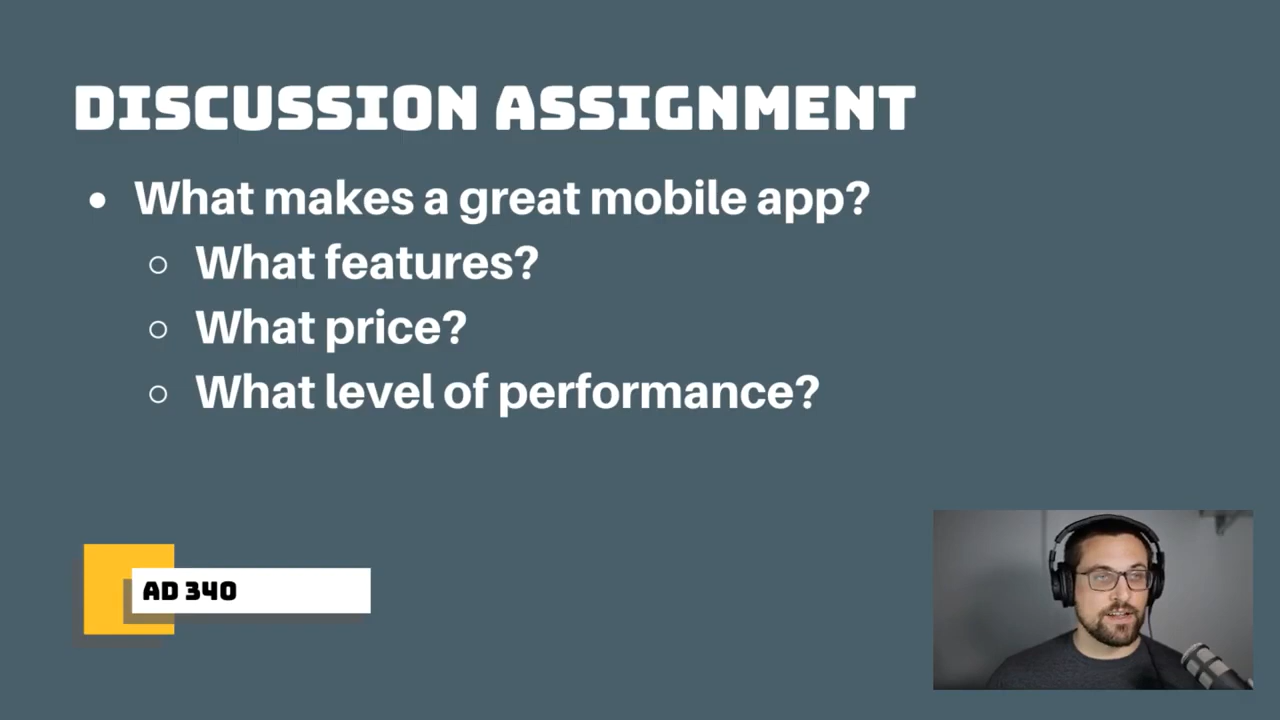 DISCUSSION ASSIGNMENT
• What makes a great mobile app?
○ What features?
○ What price?
○ What level of performance?
AD 340